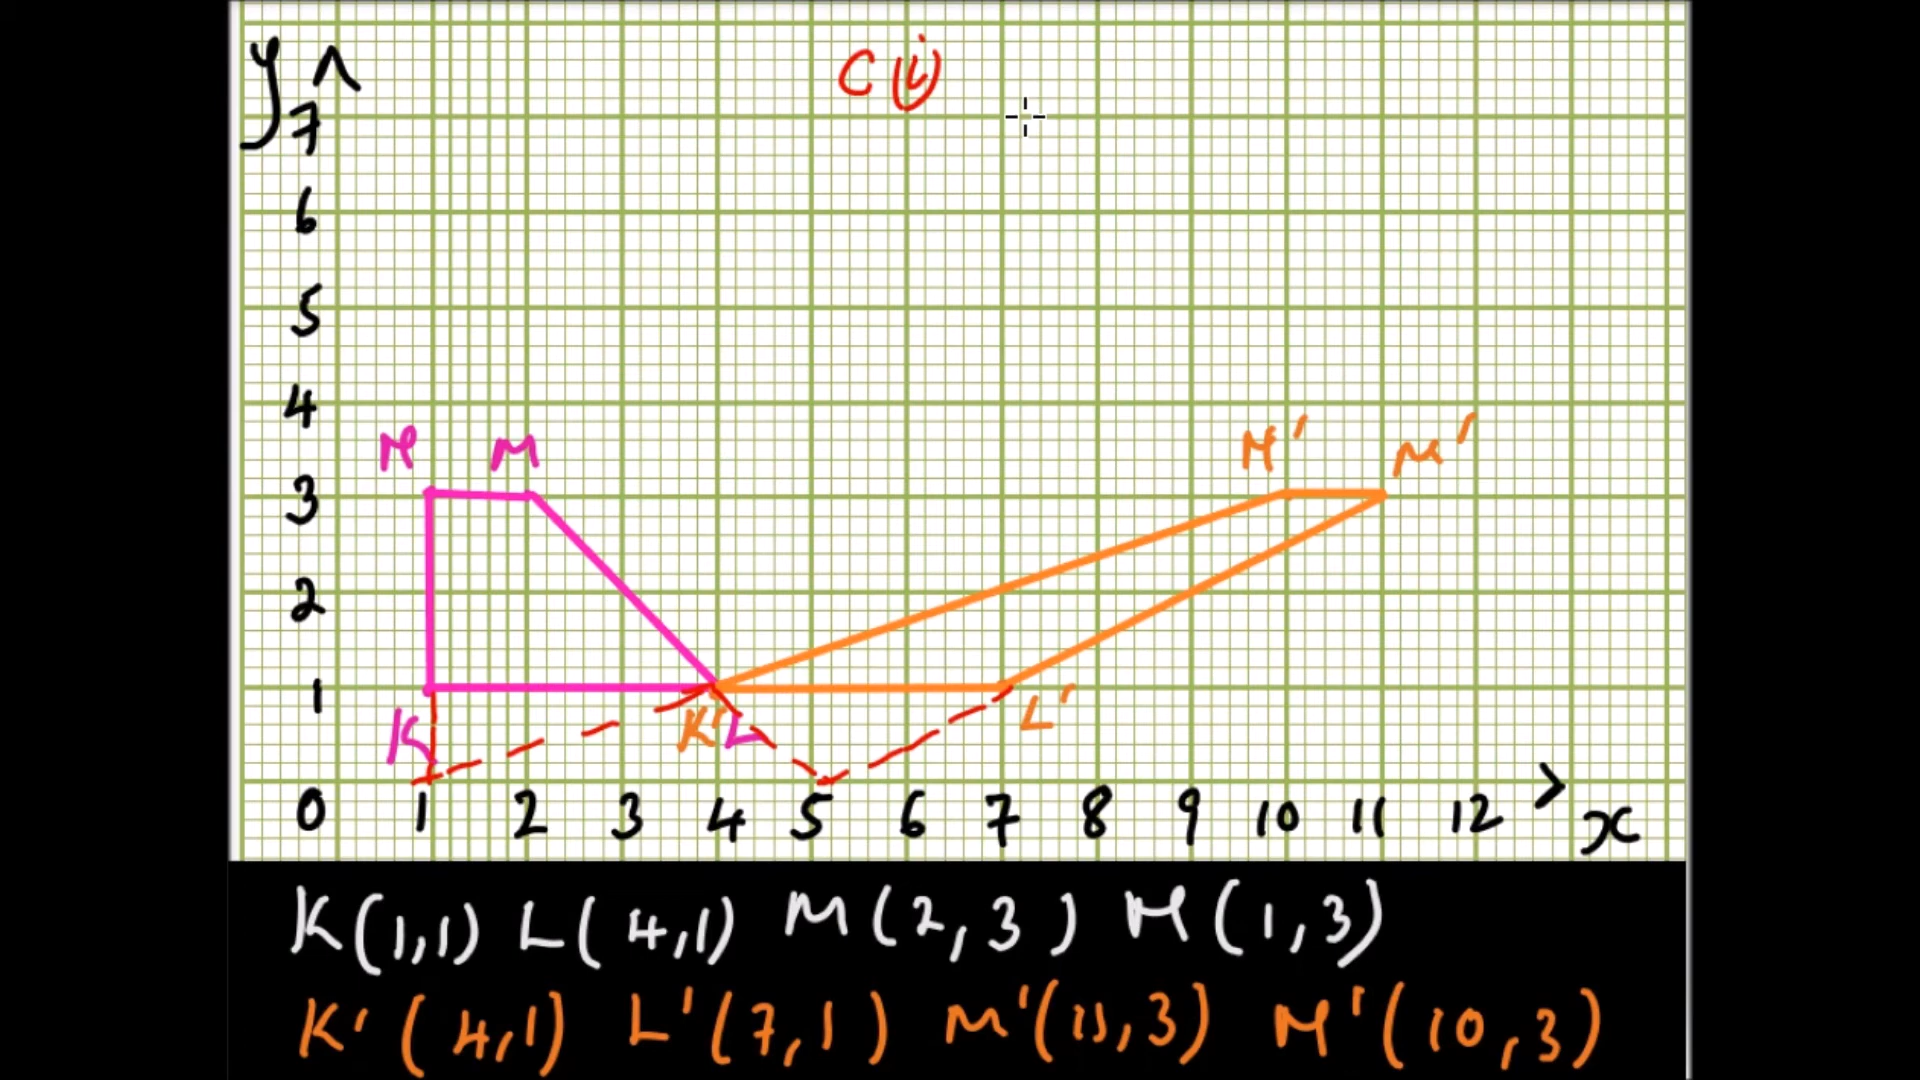 C (i)
y
7
6
5
4
3
2
1
N M N' M'
K K' L L'
0 1 2 3 4 5 6 7 8 9 10 11 12 x
K(1,1) L(4,1) M(2,3) N(1,3)
K'(4,1) L'(7,1) M'(11,3) N'(10,3)